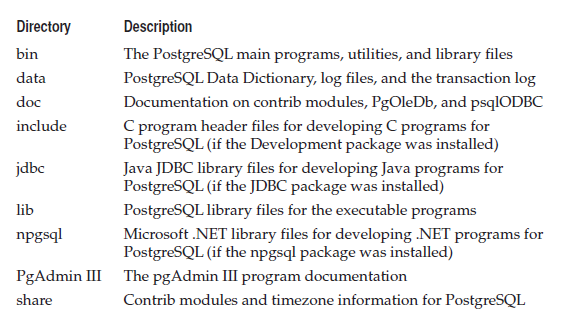 Directory Description
bin The PostgreSQL main programs, utilities, and library files
data PostgreSQL Data Dictionary, log files, and the transaction log
doc Documentation on contrib modules, PgOleDb, and psqlODBC
include C program header files for developing C programs for
PostgreSQL (if the Development package was installed)
jdbc Java JDBC library files for developing Java programs for
PostgreSQL (if the JDBC package was installed)
lib PostgreSQL library files for the executable programs
npgsql Microsoft .NET library files for developing .NET programs for
PostgreSQL (if the npgsql package was installed)
PgAdmin III The pgAdmin III program documentation
share Contrib modules and timezone information for PostgreSQL